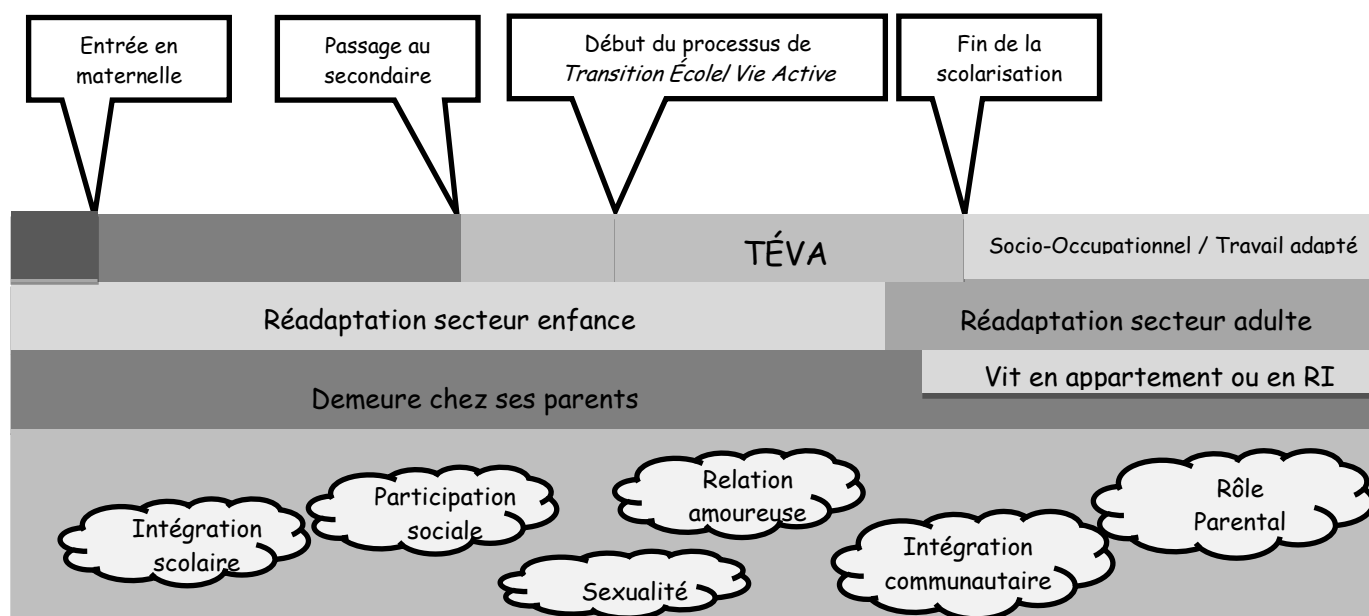 Entrée en
maternelle
Passage au
secondaire
Début du processus de
Transition École/ Vie Active
Fin de la
scolarisation
TÉVA
Socio-Occupationnel / Travail adapté
Réadaptation secteur enfance
Réadaptation secteur adulte
Demeure chez ses parents
Vit en appartement ou en RI
Intégration
scolaire
Participation
sociale
Relation
amoureuse
Sexualité
Intégration
communautaire
Rôle
Parental